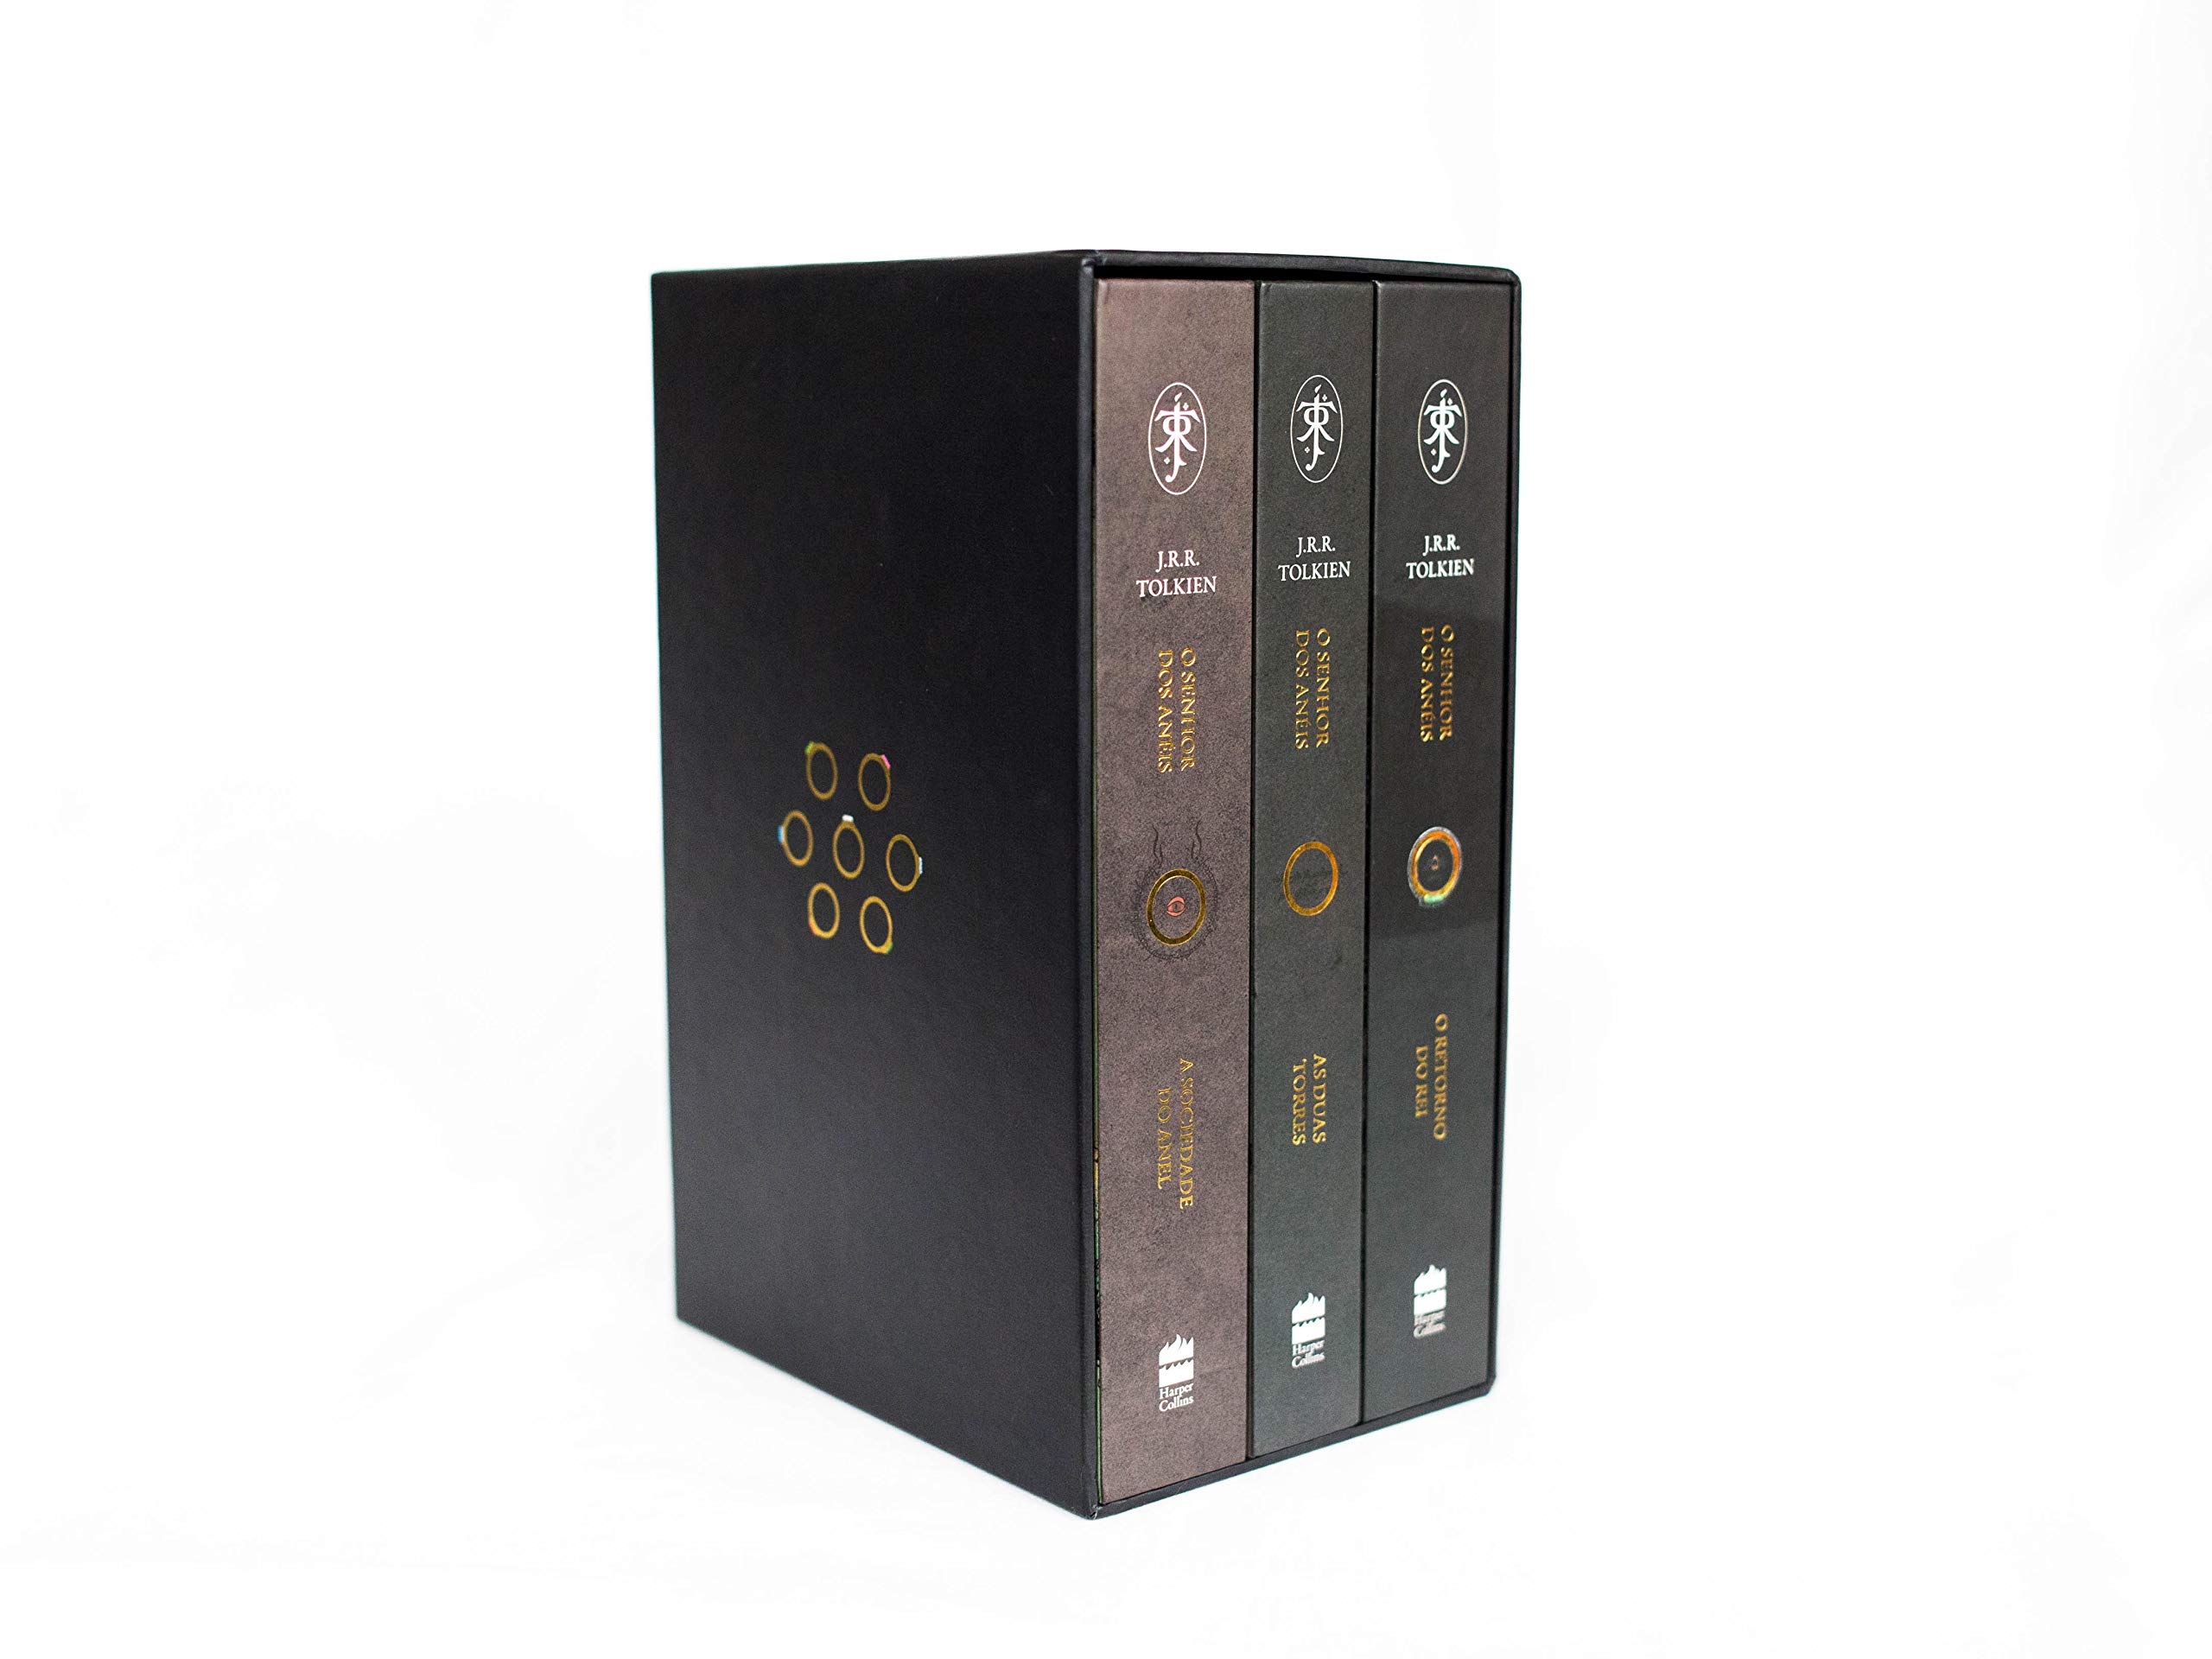 J.R.R.
TOLKIEN
O SENHOR
DOS ANÉIS
A SOCIEDADE
DO ANEL
Harper
Collins
J.R.R.
TOLKIEN
O SENHOR
DOS ANÉIS
AS DUAS
TORRES
Harper
Collins
J.R.R.
TOLKIEN
O SENHOR
DOS ANÉIS
O RETORNO
DO REI
Harper
Collins